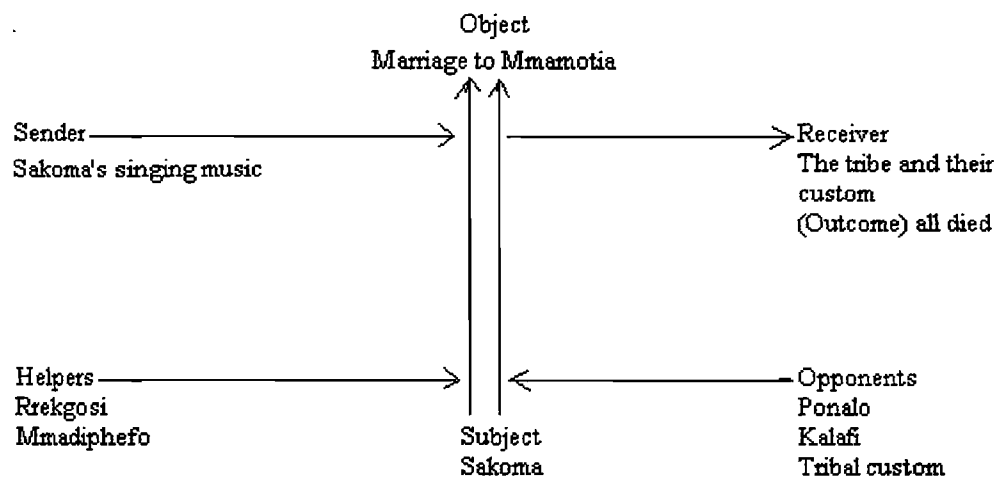 Object
Marriage to Mmamotia
Sender
Sakoma's singing music
Receiver
The tribe and their
custom
(Outcome) all died
Helpers
Rrekgosi
Mmadiphefo
Subject
Sakoma
Opponents
Ponalo
Kalafi
Tribal custom